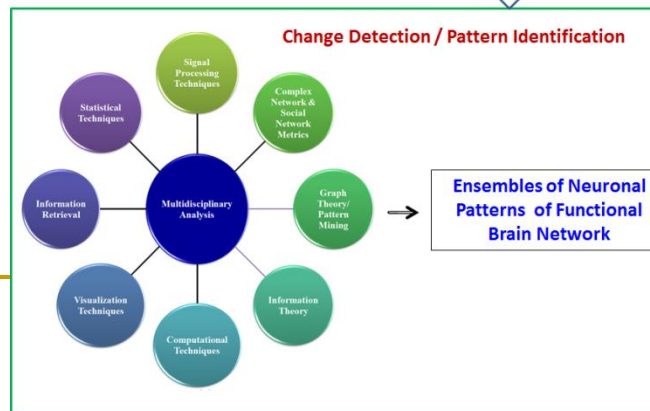 Change Detection / Pattern Identification
Signal
Processing
Techniques
Complex
Network &
Social
Network
Metrics
Statistical
Techniques
Information
Retrieval
Multidisciplinary
Analysis
Graph
Theory/
Pattern
Mining
Ensembles of Neuronal
Patterns of Functional
Brain Network
Visualization
Techniques
Information
Theory
Computational
Techniques